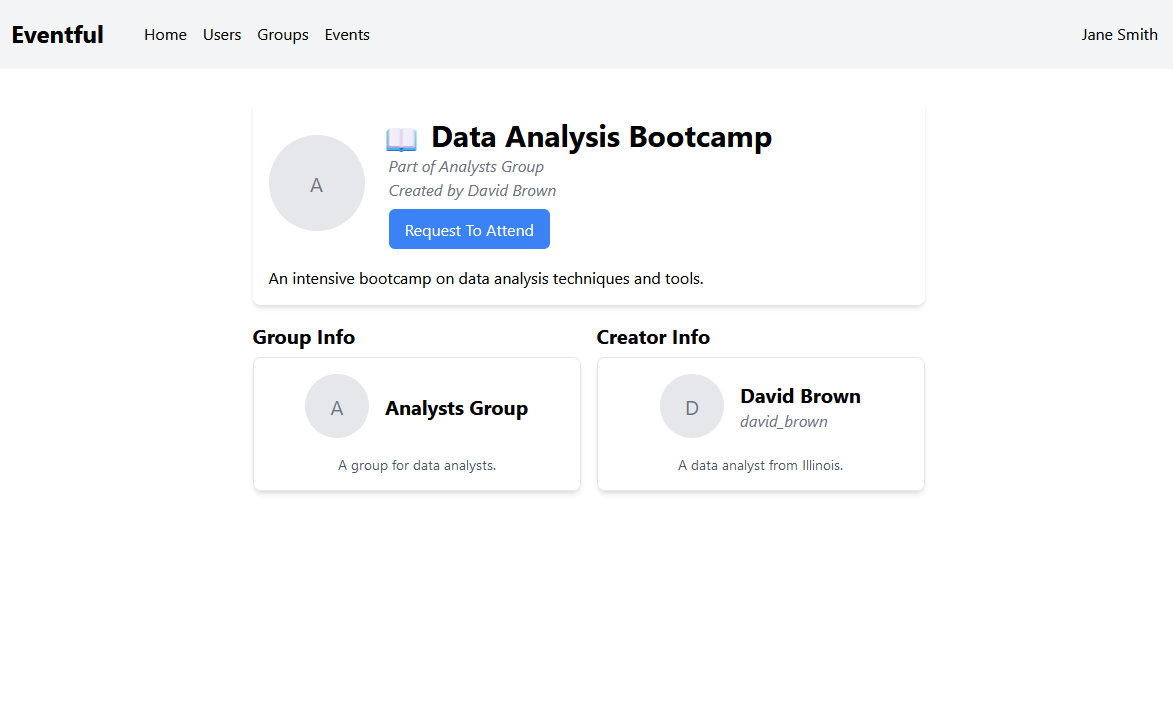 Eventful Home Users Groups Events Jane Smith
📖 Data Analysis Bootcamp
A
Part of Analysts Group
Created by David Brown
Request To Attend
An intensive bootcamp on data analysis techniques and tools.
Group Info
A
Analysts Group
A group for data analysts.
Creator Info
D
David Brown
david_brown
A data analyst from Illinois.